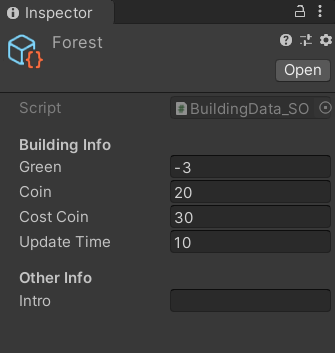 Inspector
Forest
Open
Script BuildingData_SO
Building Info
Green -3
Coin 20
Cost Coin 30
Update Time 10
Other Info
Intro